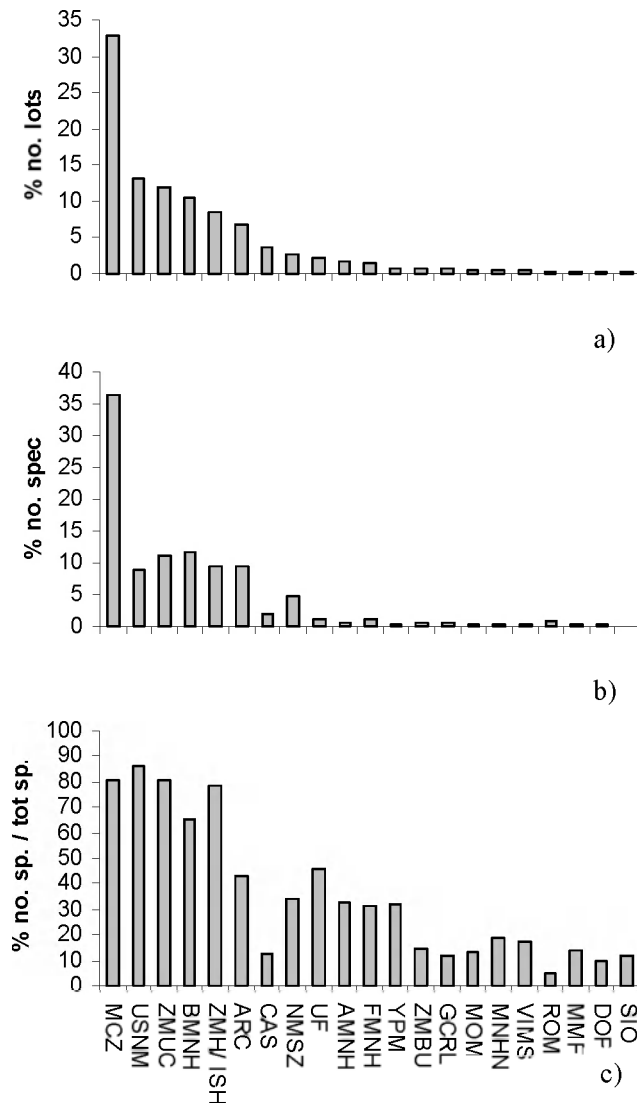 % no. lots
35
30
25
20
15
10
5
0
a)
% no. spec
40
35
30
25
20
15
10
5
0
b)
% no. sp. / tot sp.
100
90
80
70
60
50
40
30
20
10
0
MCZ
USNM
ZMUC
BMNH
ZMH/ ISH
ARC
CAS
NMSZ
UF
AMNH
FMNH
YPM
ZMBU
GCRL
MOM
MNHN
VIMS
ROM
MMF
DOF
SIO
c)